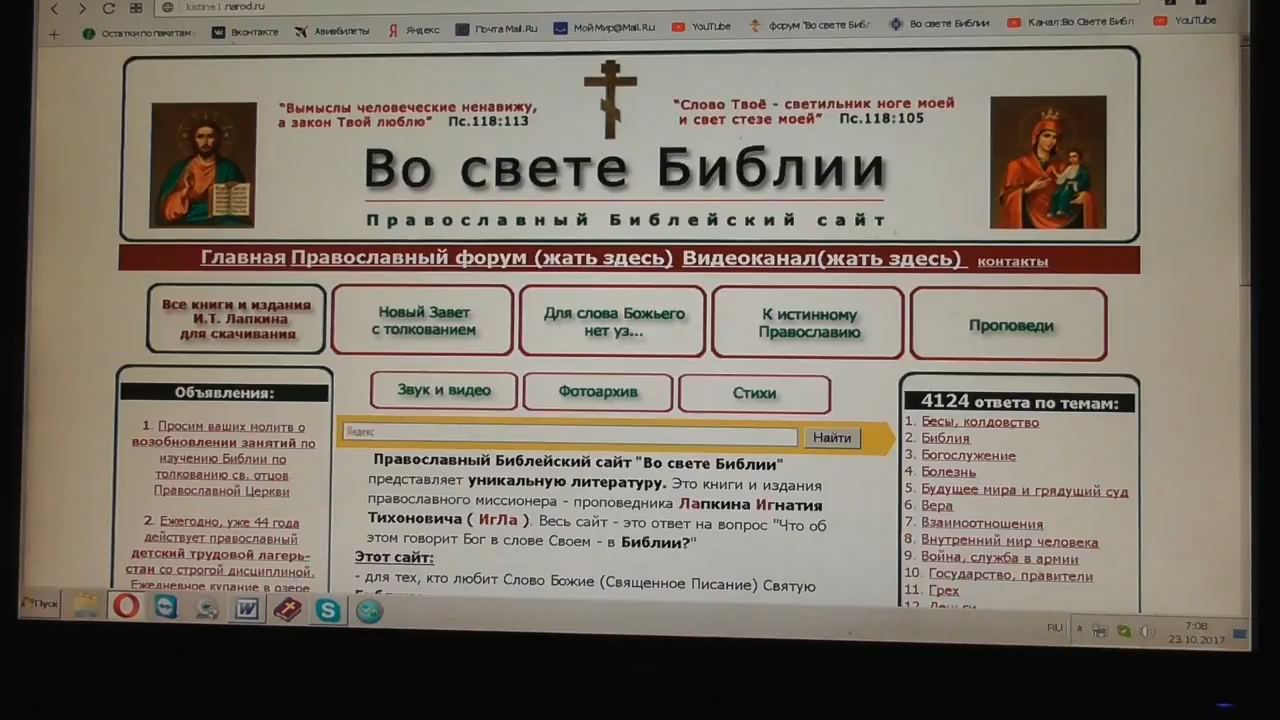 kistine1.narod.ru
Остатки по пакетам
Вконтакте
Авиабилеты
Яндекс
Почта Mail.Ru
МойМир@Mail.Ru
YouTube
форум "Во свете Библ
Во свете Библии
Канал:Во Свете Библ
YouTube
"Вымыслы человеческие ненавижу,
а закон Твой люблю" Пс.118:113
"Слово Твоё - светильник ноге моей
и свет стезе моей" Пс.118:105
Во свете Библии
Православный Библейский сайт
Главная Православный форум (жать здесь) Видеоканал(жать здесь) контакты
Все книги и издания
И.Т. Лапкина
для скачивания
Новый Завет
с толкованием
Для слова Божьего
нет уз...
К истинному
Православию
Проповеди
Звук и видео
Фотоархив
Стихи
Объявления:
1. Просим ваших молитв о
возобновлении занятий по
изучению Библии по
толкованию св. отцов
Православной Церкви
2. Ежегодно, уже 44 года
действует православный
детский трудовой лагерь-
стан со строгой дисциплиной.
Ежедневное купание в озере
Яндекс
Найти
Православный Библейский сайт "Во свете Библии"
представляет уникальную литературу. Это книги и издания
православного миссионера - проповедника Лапкина Игнатия
Тихоновича ( ИгЛа ). Весь сайт - это ответ на вопрос "Что об
этом говорит Бог в слове Своем - в Библии?"
Этот сайт:
- для тех, кто любит Слово Божие (Священное Писание) Святую
4124 ответа по темам:
1. Бесы, колдовство
2. Библия
3. Богослужение
4. Болезнь
5. Будущее мира и грядущий суд
6. Вера
7. Взаимоотношения
8. Внутренний мир человека
9. Война, служба в армии
10. Государство, правители
11. Грех
12. Деньги
Пуск
RU
7:08
23.10.2017